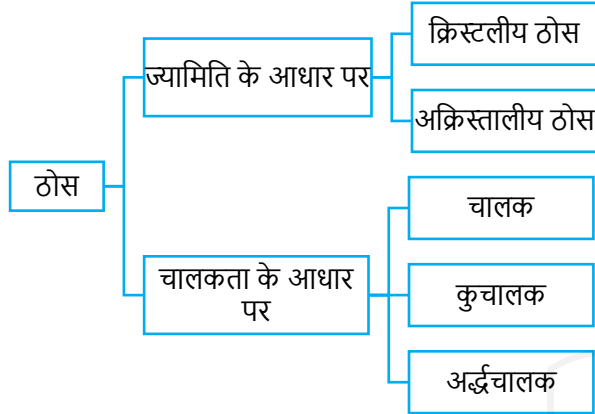 ठोस
ज्यामिति के आधार पर
क्रिस्टलीय ठोस
अक्रिस्तालीय ठोस
चालकता के आधार
पर
चालक
कुचालक
अर्द्धचालक